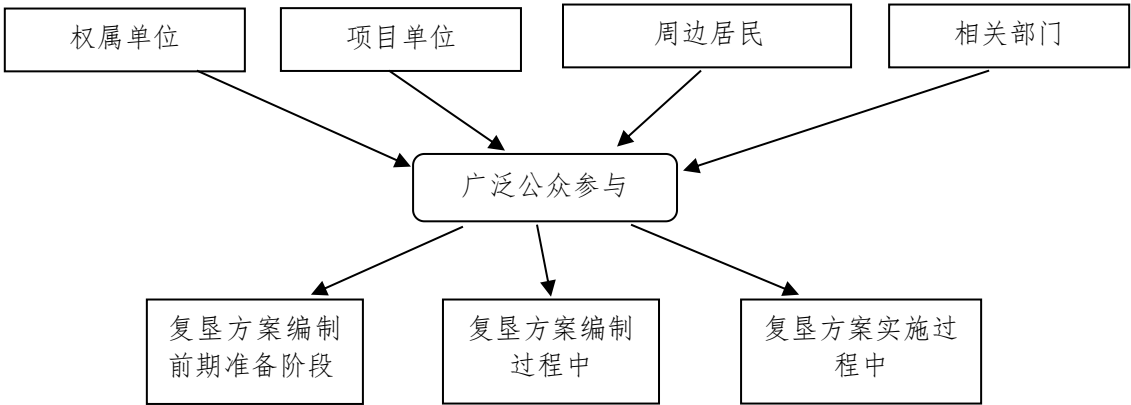 权属单位
项目单位
周边居民
相关部门
广泛公众参与
复垦方案编制
前期准备阶段
复垦方案编制
过程中
复垦方案实施过
程中